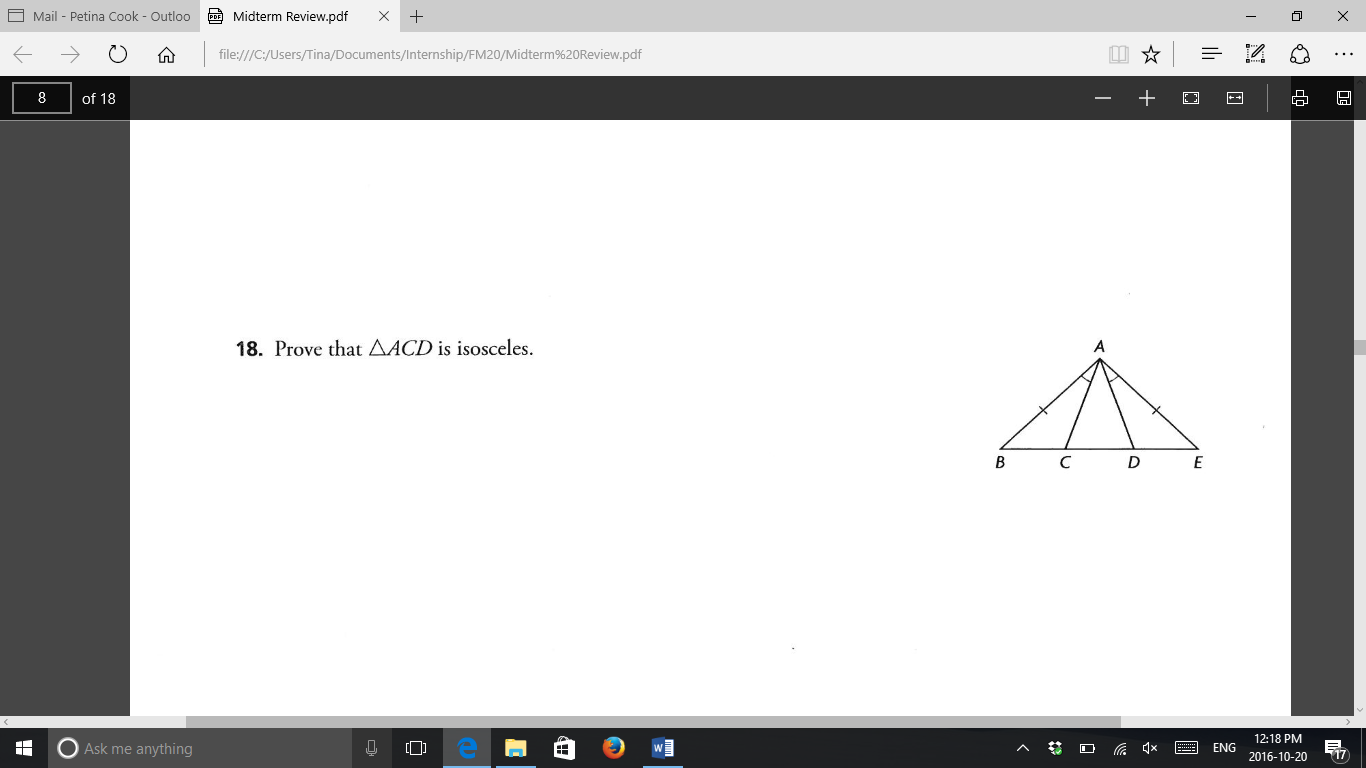 Mail - Petina Cook - Outloo
Midterm Review.pdf
file:///C:/Users/Tina/Documents/Internship/FM20/Midterm%20Review.pdf
8 of 18
18. Prove that △ACD is isosceles.
A
B C D E
Ask me anything
ENG
12:18 PM
2016-10-20
17